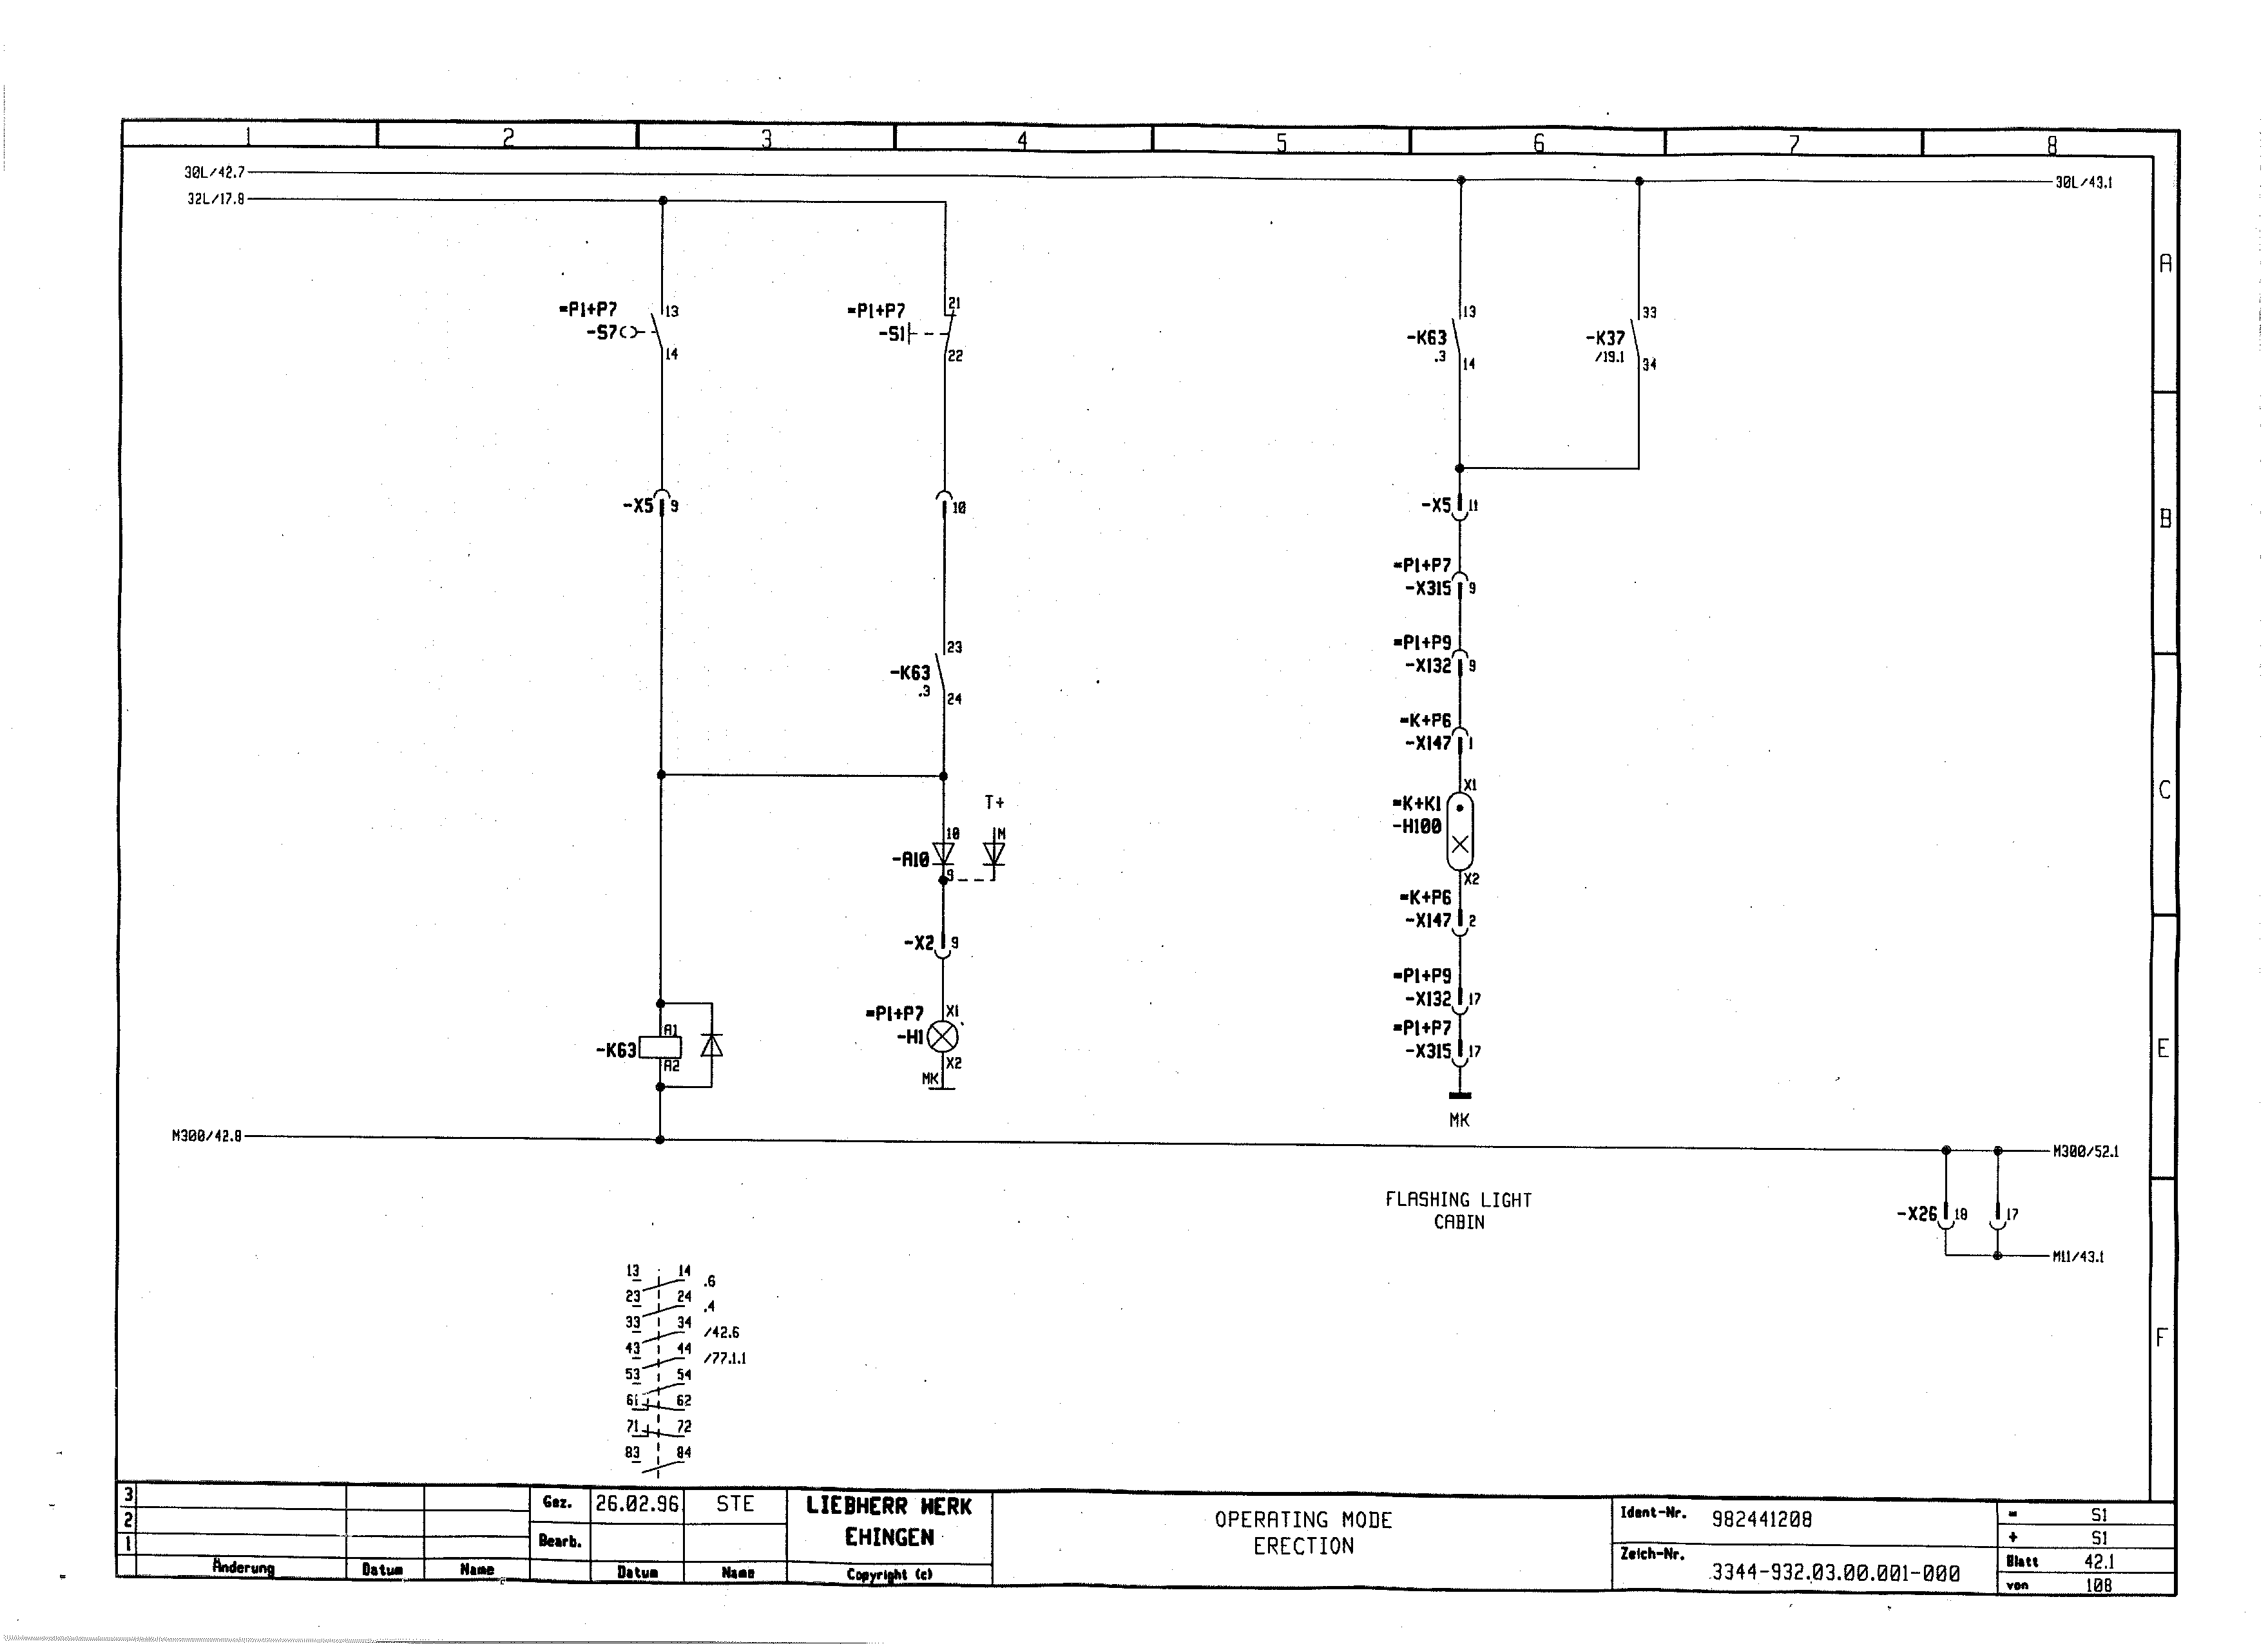 1 2 3 4 5 6 7 8
30L/42.7
30L/43.1
32L/17.8
A
=P1+P7
-S7
13
14
=P1+P7
-S1
21
22
-K63
.3
13
14
-K37
/19.1
33
34
B
-X5 9
10
-X5 11
=P1+P7
-X315 9
=P1+P9
-X132 9
-K63
.3
23
24
=K+P6
-X147 1
C
T+
X1
=K+K1
-H100
X2
-A10
10
9
M
=K+P6
-X147 2
-X2 9
=P1+P9
-X132 17
=P1+P7
-H1
X1
X2
MK
=P1+P7
-X315 17
MK
E
-K63
A1
A2
M300/42.8
M300/52.1
FLASHING LIGHT
CABIN
-X26 18 17
M11/43.1
F
13 14 .6
23 24 .4
33 34 /42.6
43 44 /77.1.1
53 54
61 62
71 72
83 84
3
2
1
Änderung
Datum
Name
Gez. 26.02.96 STE
Bearb.
Datum
Name
LIEBHERR WERK
EHINGEN
Copyright (c)
OPERATING MODE
ERECTION
Ident-Nr. 982441208
Zeich-Nr. 3344-932.03.00.001-000
= S1
+ S1
Blatt 42.1
von 108